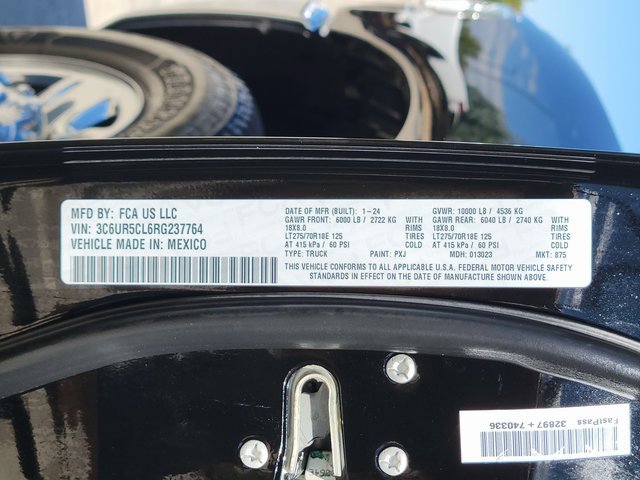 MFD BY: FCA US LLC
VIN: 3C6UR5CL6RG237764
VEHICLE MADE IN: MEXICO
DATE OF MFR (BUILT): 1-24
GVWR: 10000 LB / 4536 KG
GAWR FRONT: 6000 LB / 2722 KG WITH
GAWR REAR: 6040 LB / 2740 KG WITH
18X8.0 TIRES
18X8.0 TIRES
LT275/70R18E 125 RIMS
LT275/70R18E 125 RIMS
AT 415 kPa / 60 PSI
AT 415 kPa / 60 PSI
TYPE: TRUCK PAINT: PXJ MDH: 013023 MKT: 875
THIS VEHICLE CONFORMS TO ALL APPLICABLE U.S.A. FEDERAL MOTOR VEHICLE SAFETY
STANDARDS IN EFFECT ON THE DATE OF MANUFACTURE SHOWN ABOVE.
FastPass 32897+740336